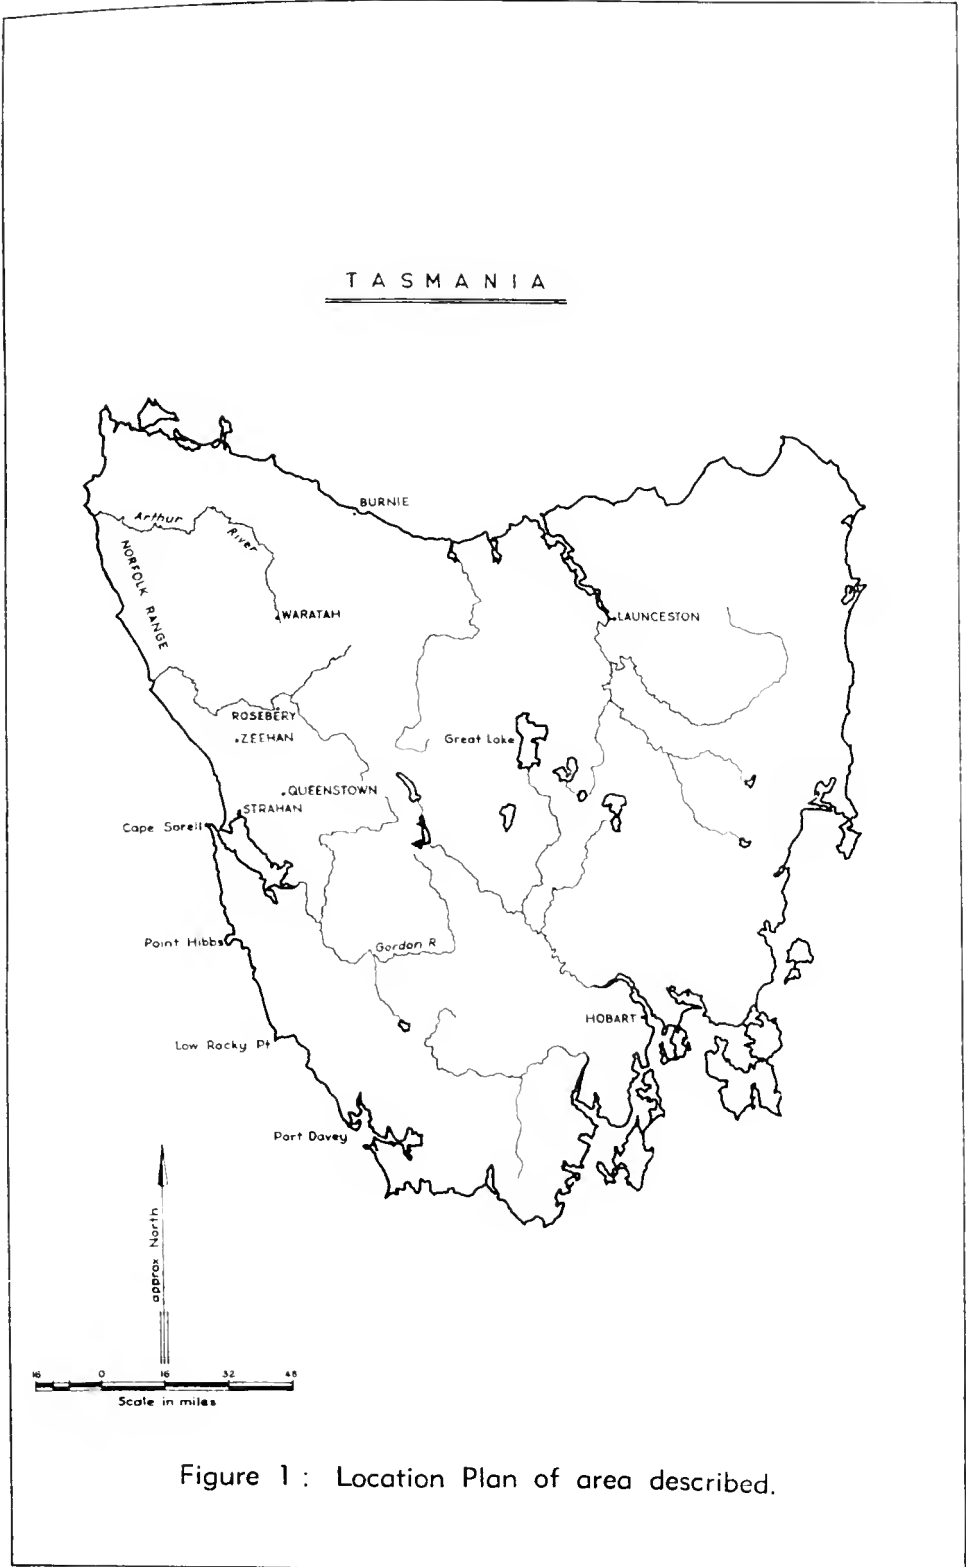 TASMANIA
BURNIE
Arthur River
NORFOLK RANGE
WARATAH
LAUNCESTON
ROSEBERY
ZEEHAN
Great Lake
QUEENSTOWN
STRAHAN
Cape Sorell
Point Hibbs
Gordon R
HOBART
Low Rocky Pt
Port Davey
approx North
16 0 16 32 48
Scale in miles
Figure 1 : Location Plan of area described.